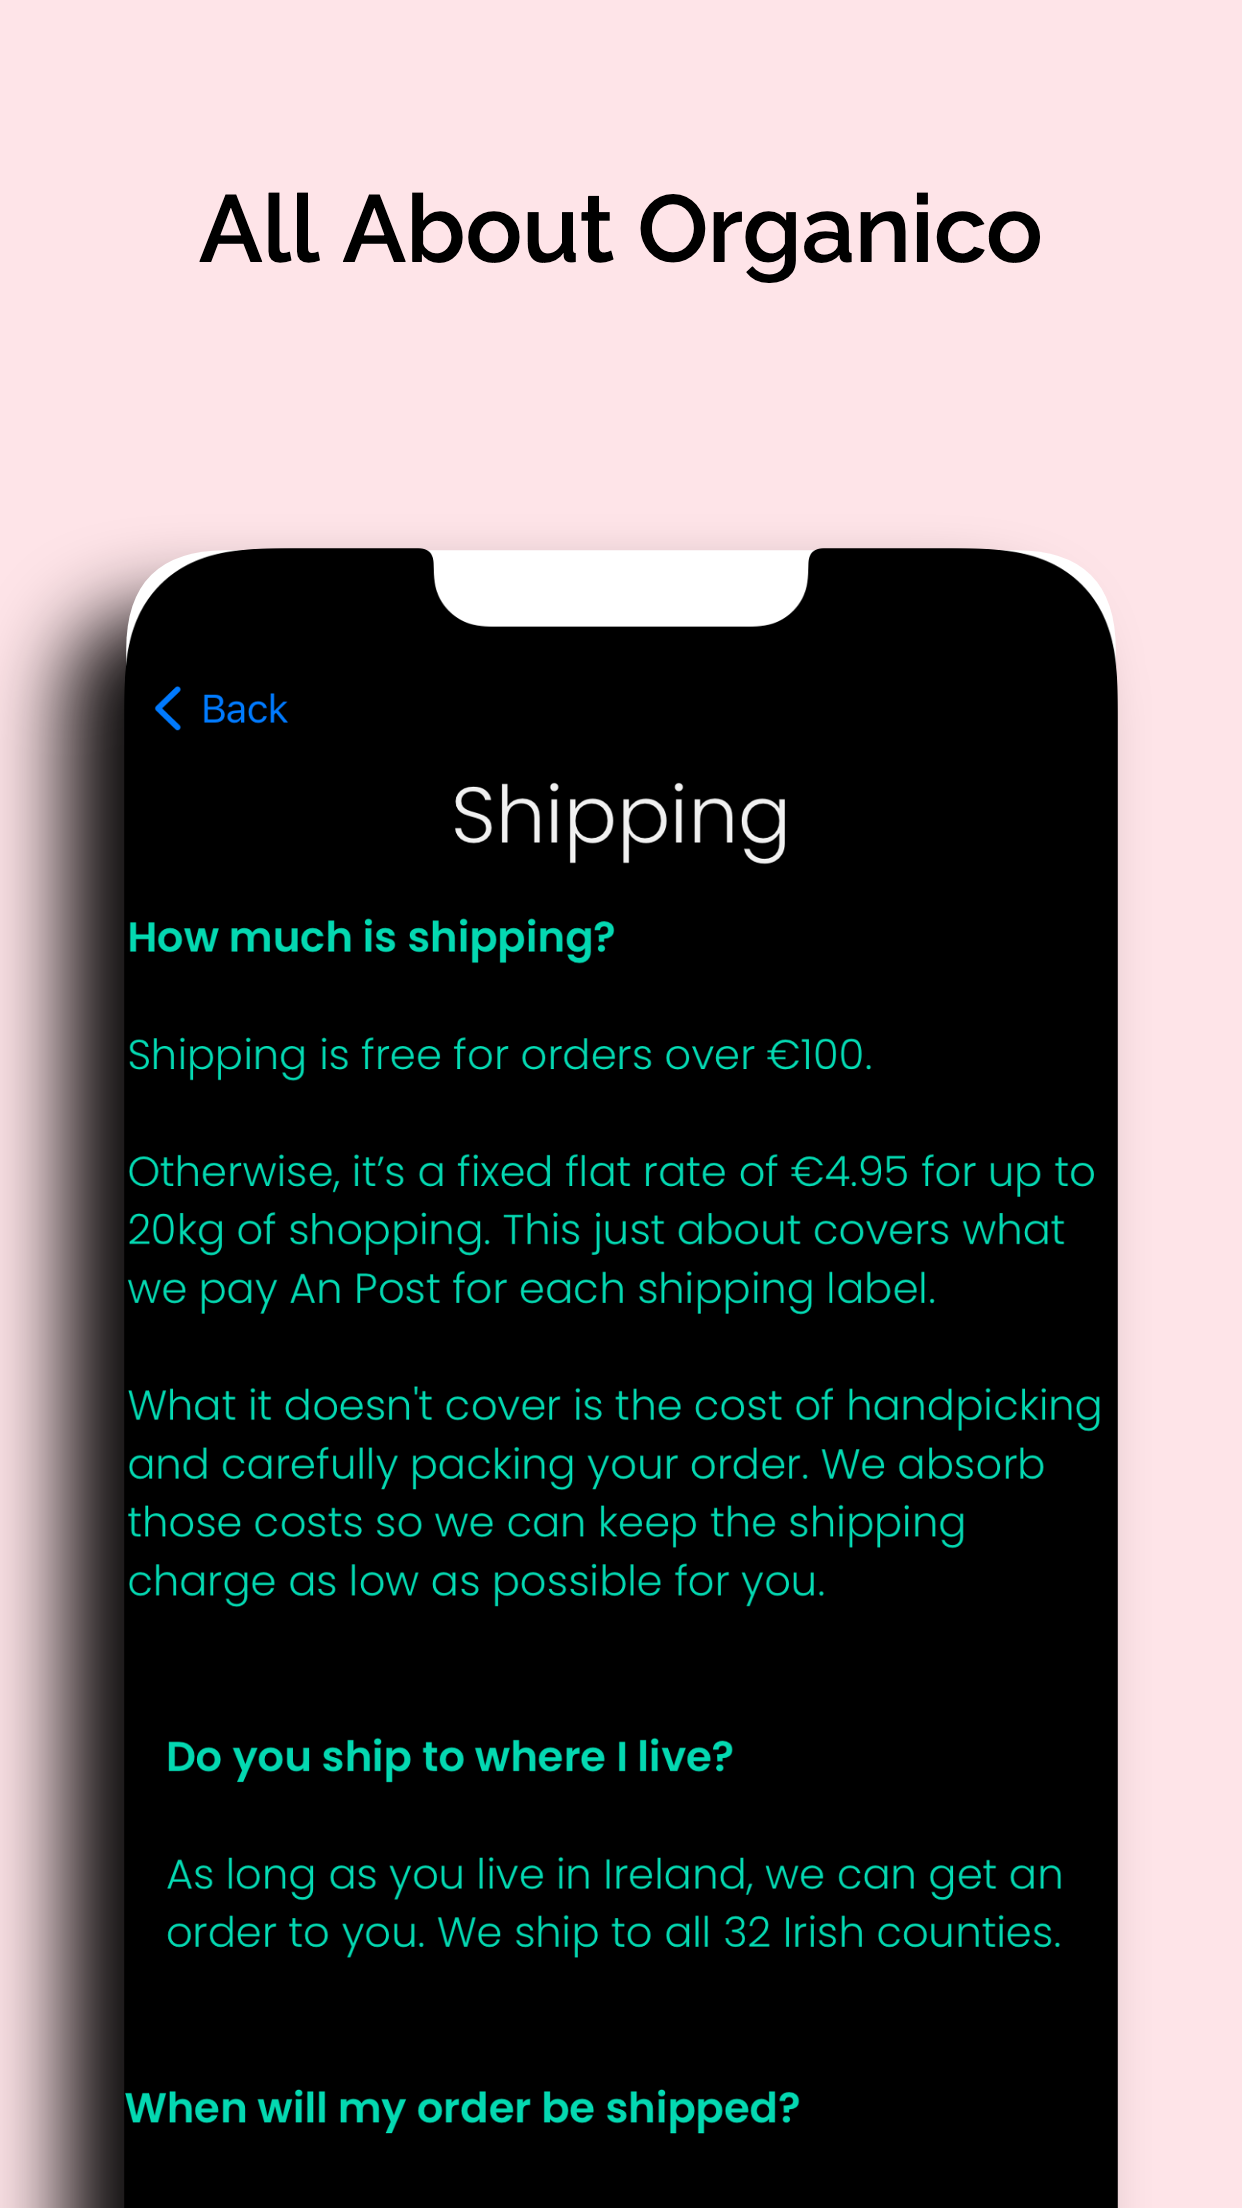 All About Organico
Back
Shipping
How much is shipping?
Shipping is free for orders over €100.
Otherwise, it’s a fixed flat rate of €4.95 for up to
20kg of shopping. This just about covers what
we pay An Post for each shipping label.
What it doesn't cover is the cost of handpicking
and carefully packing your order. We absorb
those costs so we can keep the shipping
charge as low as possible for you.
Do you ship to where I live?
As long as you live in Ireland, we can get an
order to you. We ship to all 32 Irish counties.
When will my order be shipped?